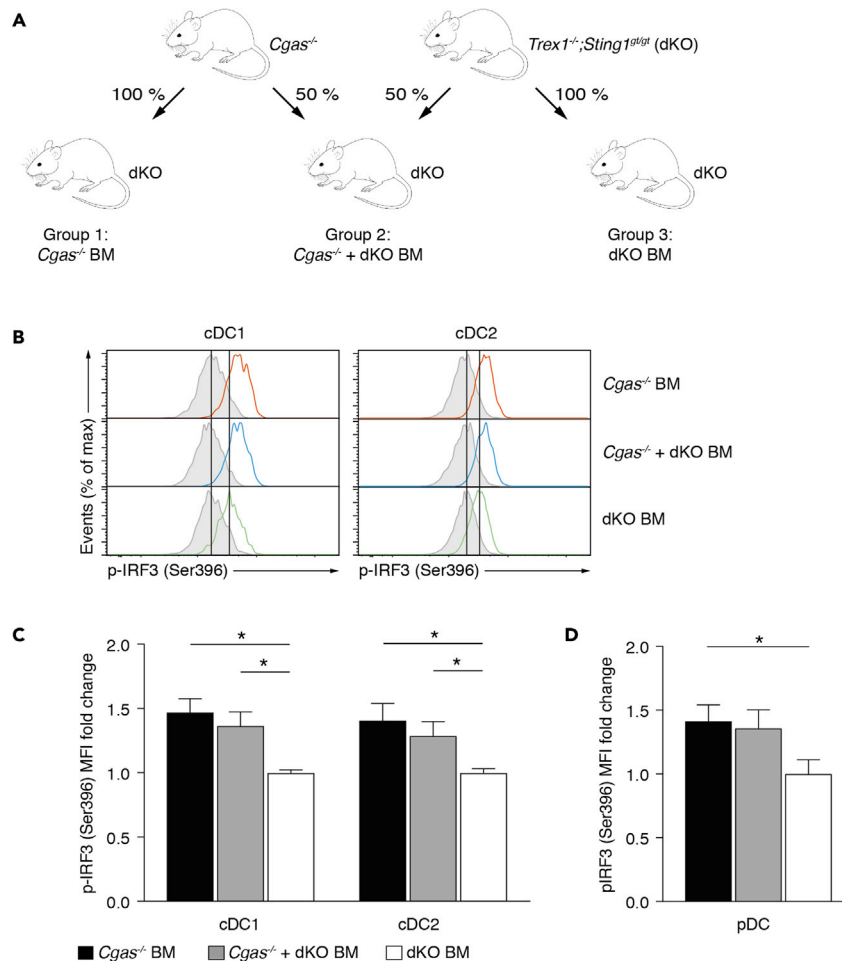 A
Cgas-/-
Trex1-/-;Sting1gt/gt (dKO)
100 %
50 %
50 %
100 %
dKO
dKO
dKO
Group 1:
Cgas-/- BM
Group 2:
Cgas-/- + dKO BM
Group 3:
dKO BM
B
cDC1
cDC2
Events (% of max)
Cgas-/- BM
Cgas-/- + dKO BM
dKO BM
p-IRF3 (Ser396)
p-IRF3 (Ser396)
C
p-IRF3 (Ser396) MFI fold change
2.0
1.5
1.0
0.5
0.0
*
*
*
*
cDC1
cDC2
D
pIRF3 (Ser396) MFI fold change
2.0
1.5
1.0
0.5
0.0
*
pDC
Cgas-/- BM
Cgas-/- + dKO BM
dKO BM